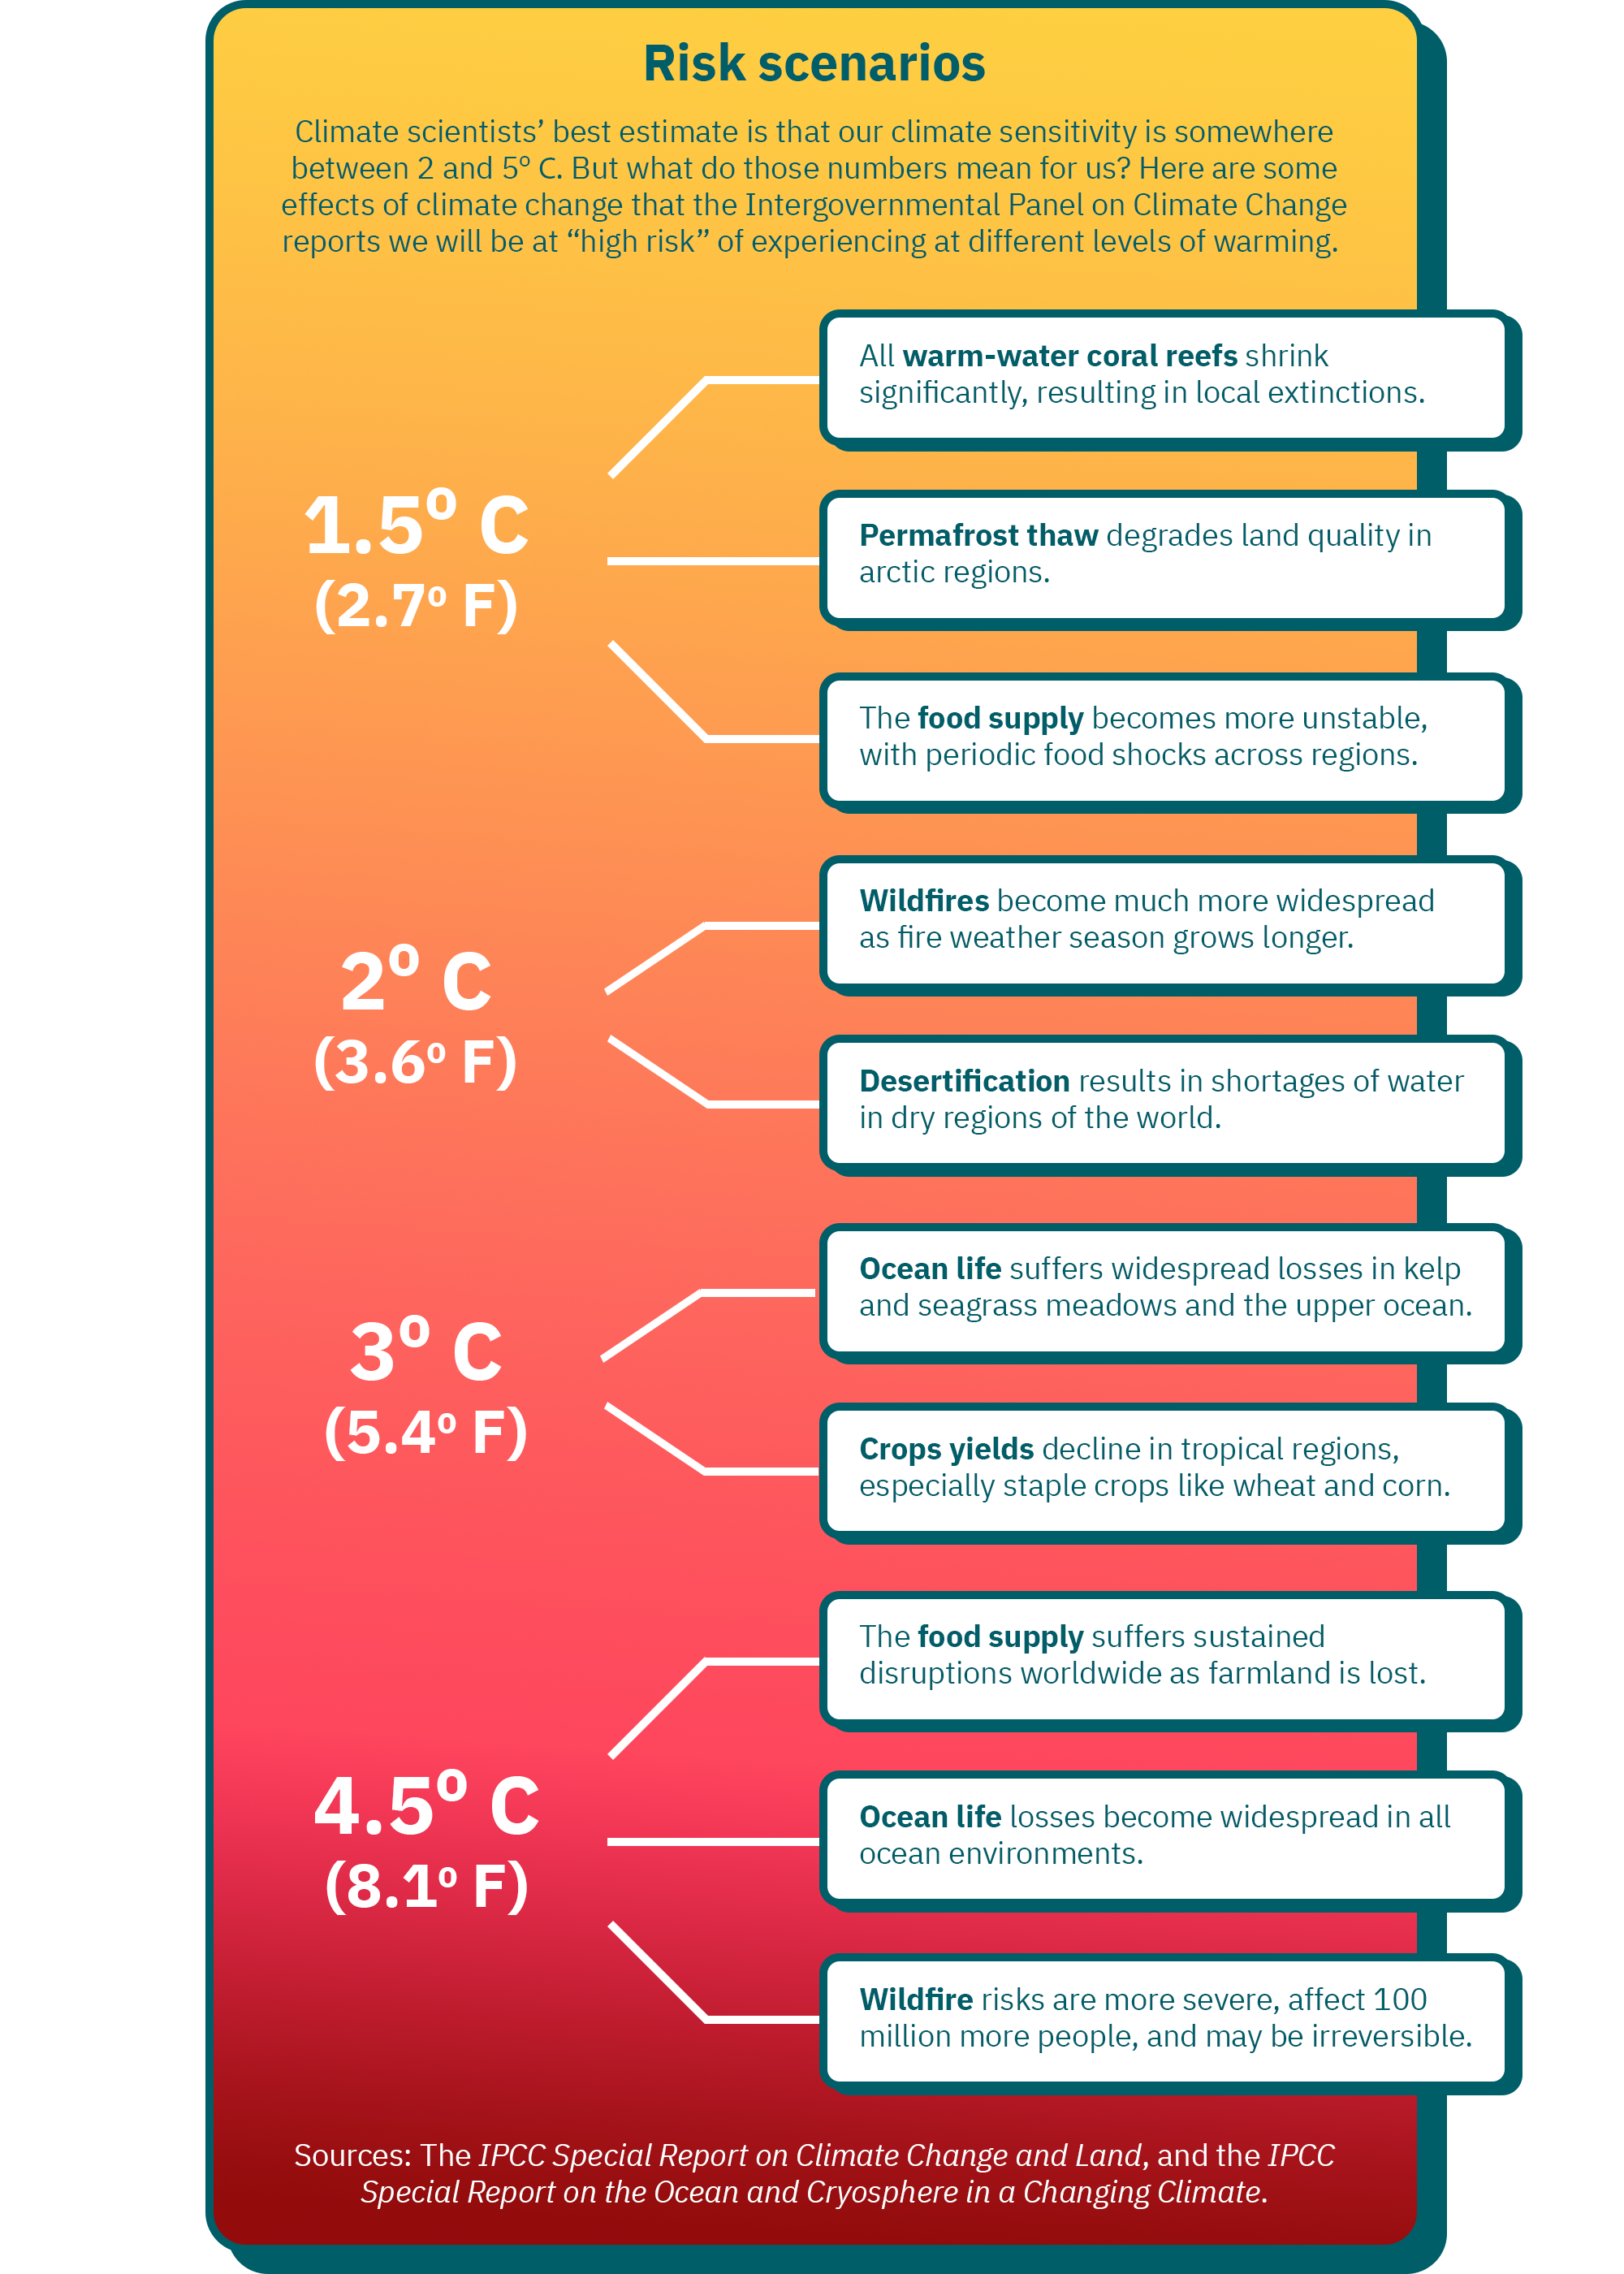 Risk scenarios
Climate scientists’ best estimate is that our climate sensitivity is somewhere
between 2 and 5º C. But what do those numbers mean for us? Here are some
effects of climate change that the Intergovernmental Panel on Climate Change
reports we will be at “high risk” of experiencing at different levels of warming.
1.5º C
(2.7º F)
All warm-water coral reefs shrink
significantly, resulting in local extinctions.
Permafrost thaw degrades land quality in
arctic regions.
The food supply becomes more unstable,
with periodic food shocks across regions.
2º C
(3.6º F)
Wildfires become much more widespread
as fire weather season grows longer.
Desertification results in shortages of water
in dry regions of the world.
3º C
(5.4º F)
Ocean life suffers widespread losses in kelp
and seagrass meadows and the upper ocean.
Crops yields decline in tropical regions,
especially staple crops like wheat and corn.
4.5º C
(8.1º F)
The food supply suffers sustained
disruptions worldwide as farmland is lost.
Ocean life losses become widespread in all
ocean environments.
Wildfire risks are more severe, affect 100
million more people, and may be irreversible.
Sources: The IPCC Special Report on Climate Change and Land, and the IPCC
Special Report on the Ocean and Cryosphere in a Changing Climate.